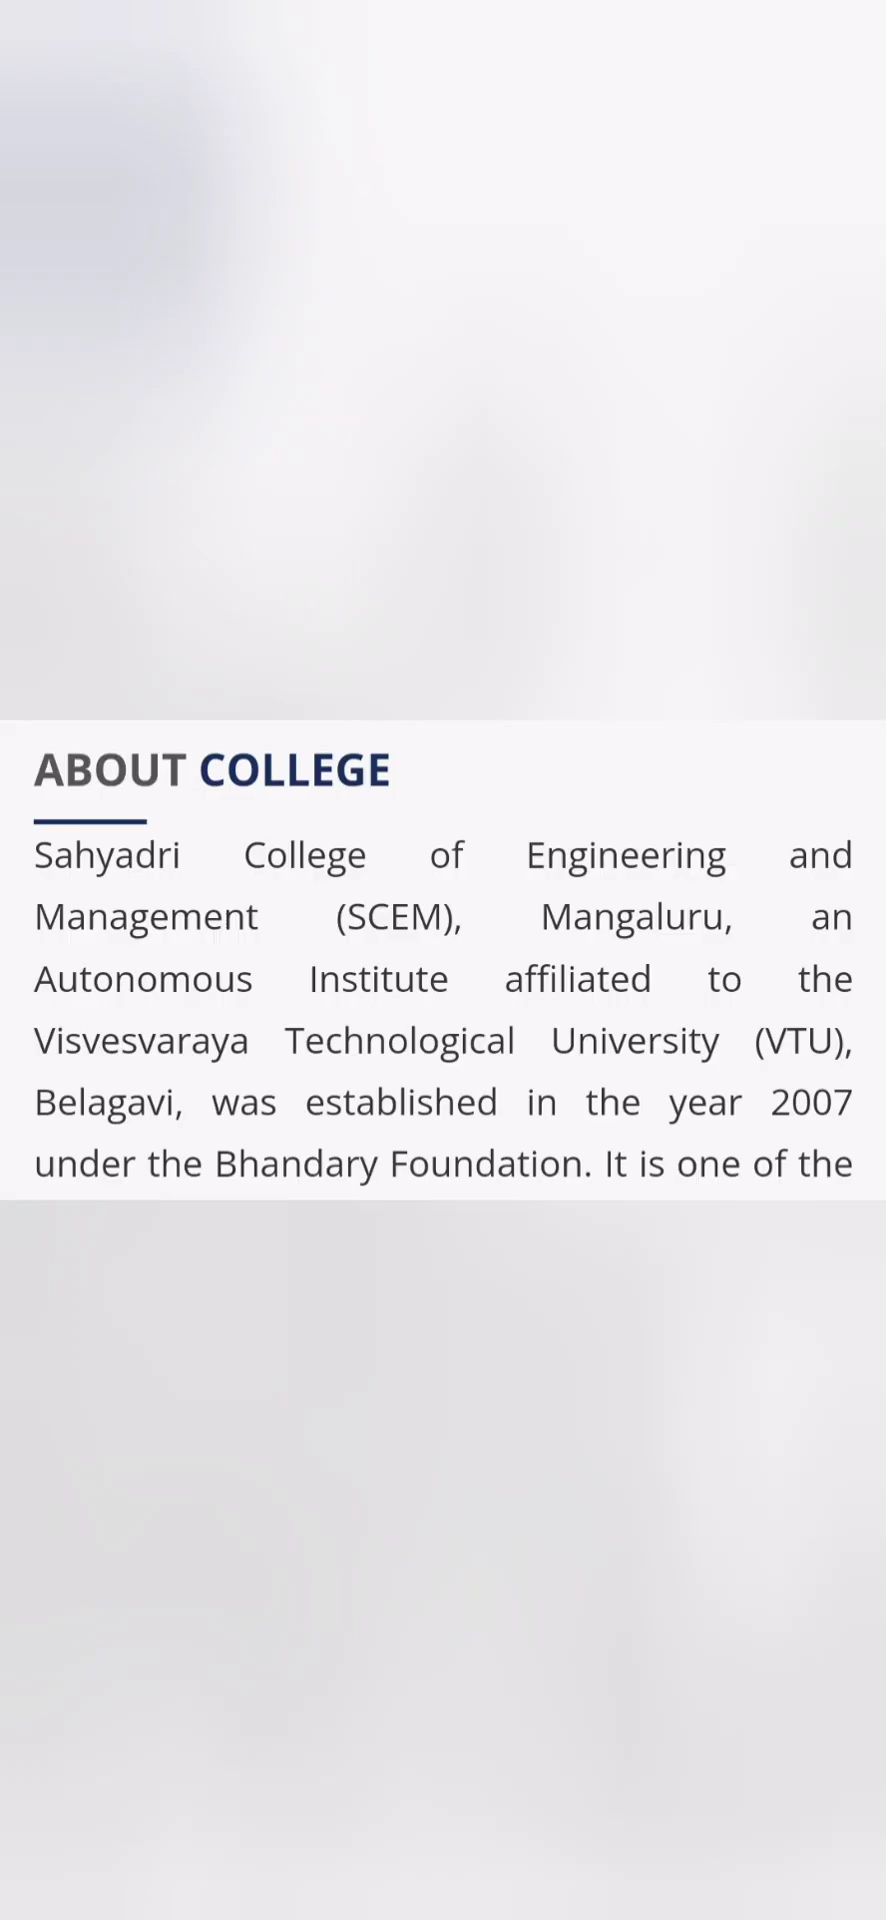 ABOUT COLLEGE
Sahyadri College of Engineering and
Management (SCEM), Mangaluru, an
Autonomous Institute affiliated to the
Visvesvaraya Technological University (VTU),
Belagavi, was established in the year 2007
under the Bhandary Foundation. It is one of the